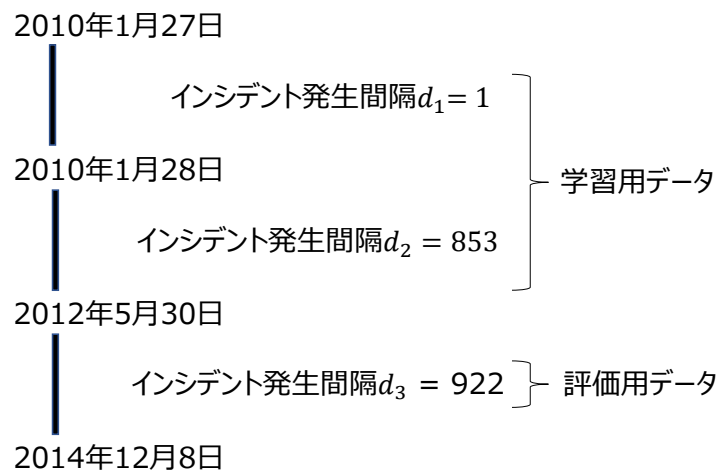 2010年1月27日
インシデント発生間隔d₁= 1
2010年1月28日
学習用データ
インシデント発生間隔d₂ = 853
2012年5月30日
インシデント発生間隔d₃ = 922
評価用データ
2014年12月8日